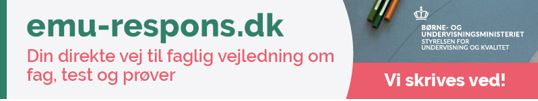 emu-respons.dk
Din direkte vej til faglig vejledning om
fag, test og prøver
BØRNE- OG
UNDERVISNINGSMINISTERIET
STYRELSEN FOR
UNDERVISNING OG KVALITET
Vi skrives ved!